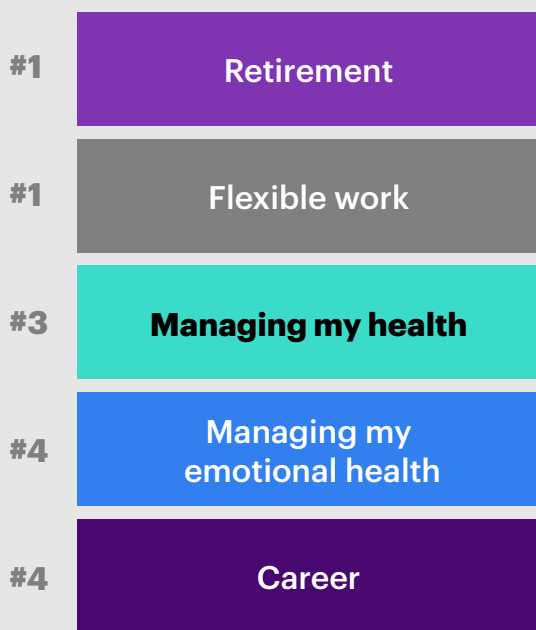 #1
Retirement
#1
Flexible work
#3
Managing my health
#4
Managing my
emotional health
#4
Career